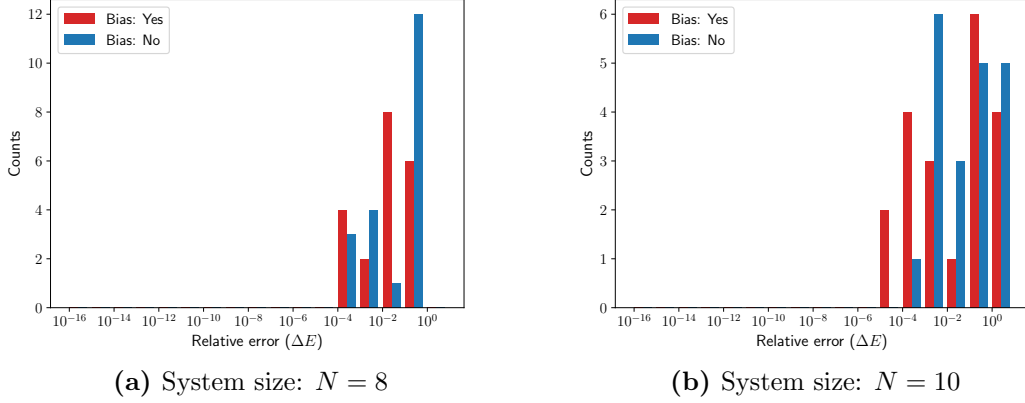 12
10
8
6
4
2
0
Counts
Bias: Yes
Bias: No
10^{-16} 10^{-14} 10^{-12} 10^{-10} 10^{-8} 10^{-6} 10^{-4} 10^{-2} 10^{0}
Relative error (ΔE)
(a) System size: N = 8
6
5
4
3
2
1
0
Counts
Bias: Yes
Bias: No
10^{-16} 10^{-14} 10^{-12} 10^{-10} 10^{-8} 10^{-6} 10^{-4} 10^{-2} 10^{0}
Relative error (ΔE)
(b) System size: N = 10